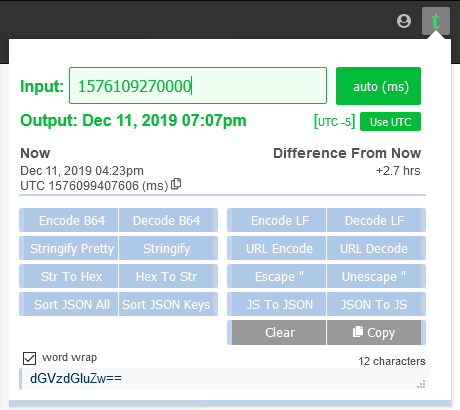 t
Input: 1576109270000 auto (ms)
Output: Dec 11, 2019 07:07pm [UTC -5] Use UTC
Now Difference From Now
Dec 11, 2019 04:23pm +2.7 hrs
UTC 1576099407606 (ms)
Encode B64 Decode B64 Encode LF Decode LF
Stringify Pretty Stringify URL Encode URL Decode
Str To Hex Hex To Str Escape " Unescape "
Sort JSON All Sort JSON Keys JS To JSON JSON To JS
Clear Copy
word wrap 12 characters
dGVzdGluZw==